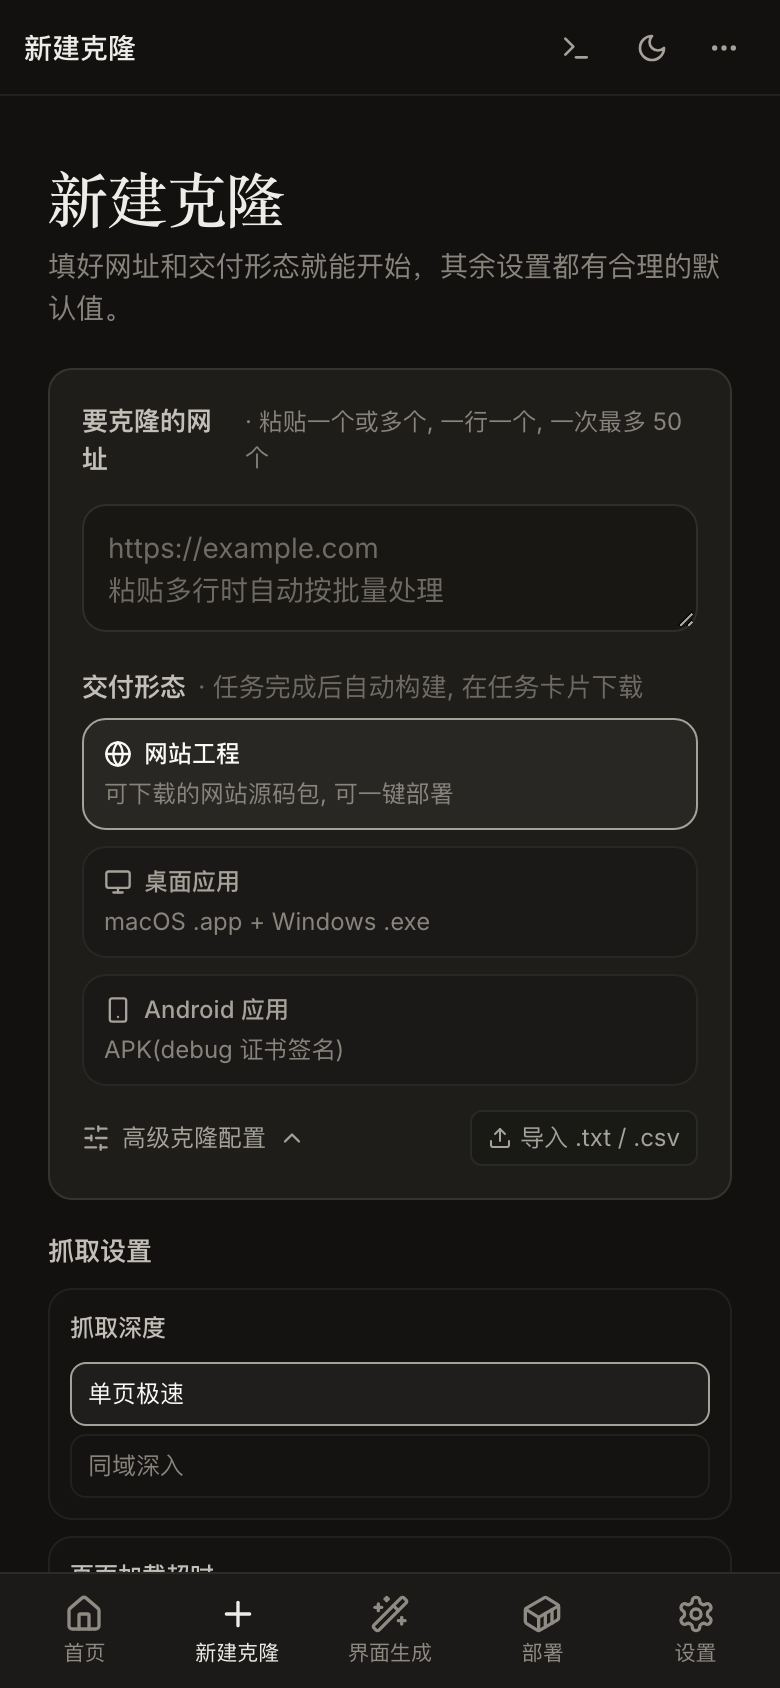 新建克隆
新建克隆
填好网址和交付形态就能开始，其余设置都有合理的默
认值。
要克隆的网
址
· 粘贴一个或多个, 一行一个, 一次最多 50
个
https://example.com
粘贴多行时自动按批量处理
交付形态 · 任务完成后自动构建, 在任务卡片下载
网站工程
可下载的网站源码包, 可一键部署
桌面应用
macOS .app + Windows .exe
Android 应用
APK(debug 证书签名)
高级克隆配置
导入 .txt / .csv
抓取设置
抓取深度
单页极速
同域深入
页面加载超时
首页
新建克隆
界面生成
部署
设置